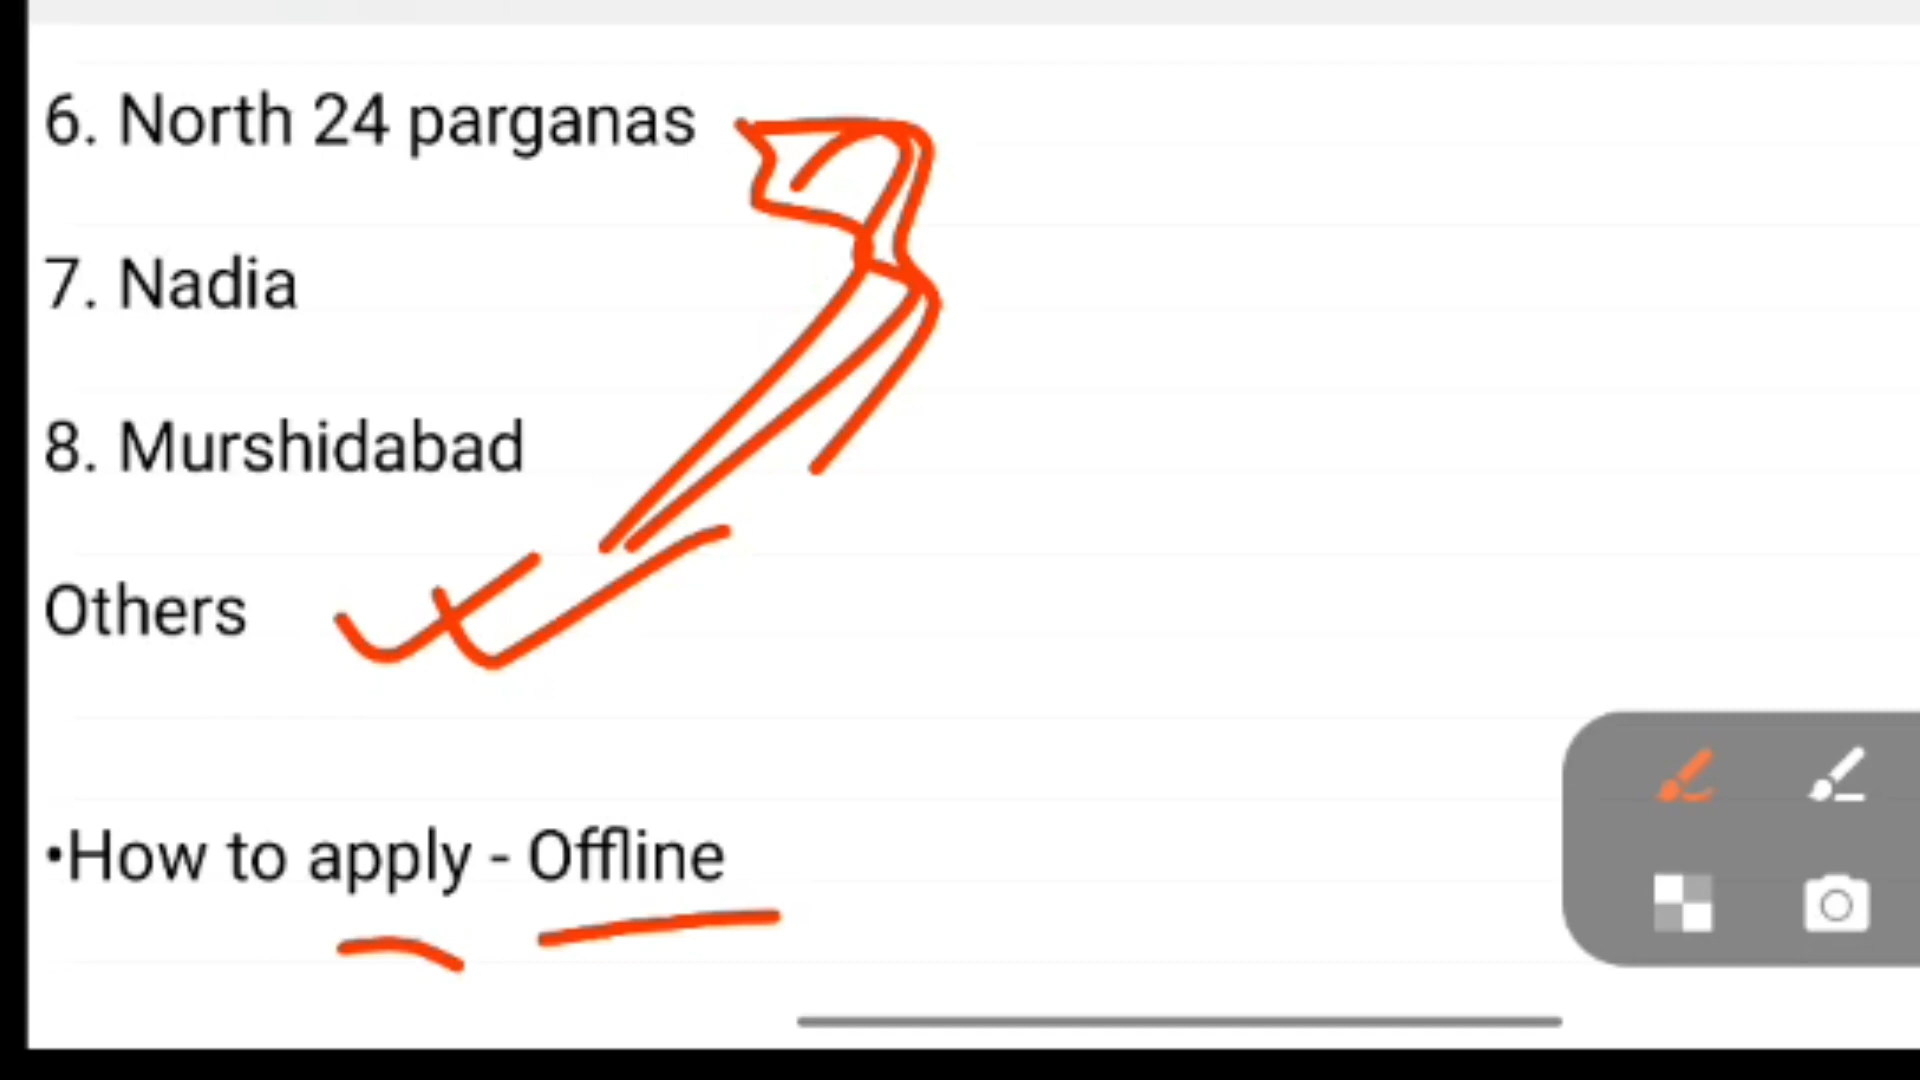 6. North 24 parganas
7. Nadia
8. Murshidabad
Others
•How to apply - Offline